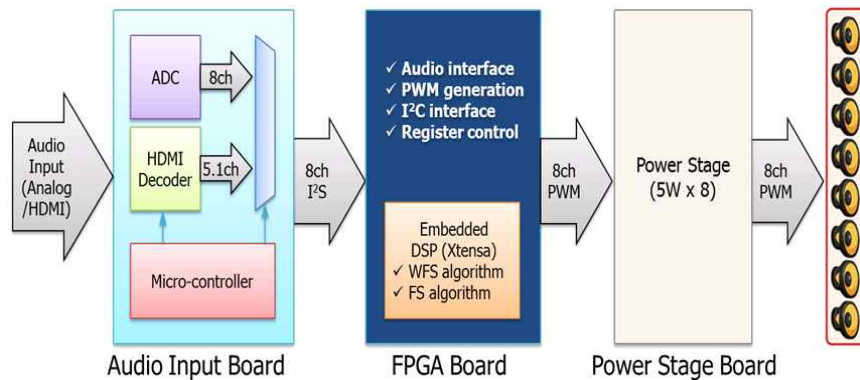 Audio
Input
(Analog
/HDMI)
ADC
8ch
HDMI
Decoder
5.1ch
Micro-controller
Audio Input Board
8ch
I²S
✓ Audio interface
✓ PWM generation
✓ I²C interface
✓ Register control
Embedded
DSP (Xtensa)
✓ WFS algorithm
✓ FS algorithm
FPGA Board
8ch
PWM
Power Stage
(5W x 8)
Power Stage Board
8ch
PWM